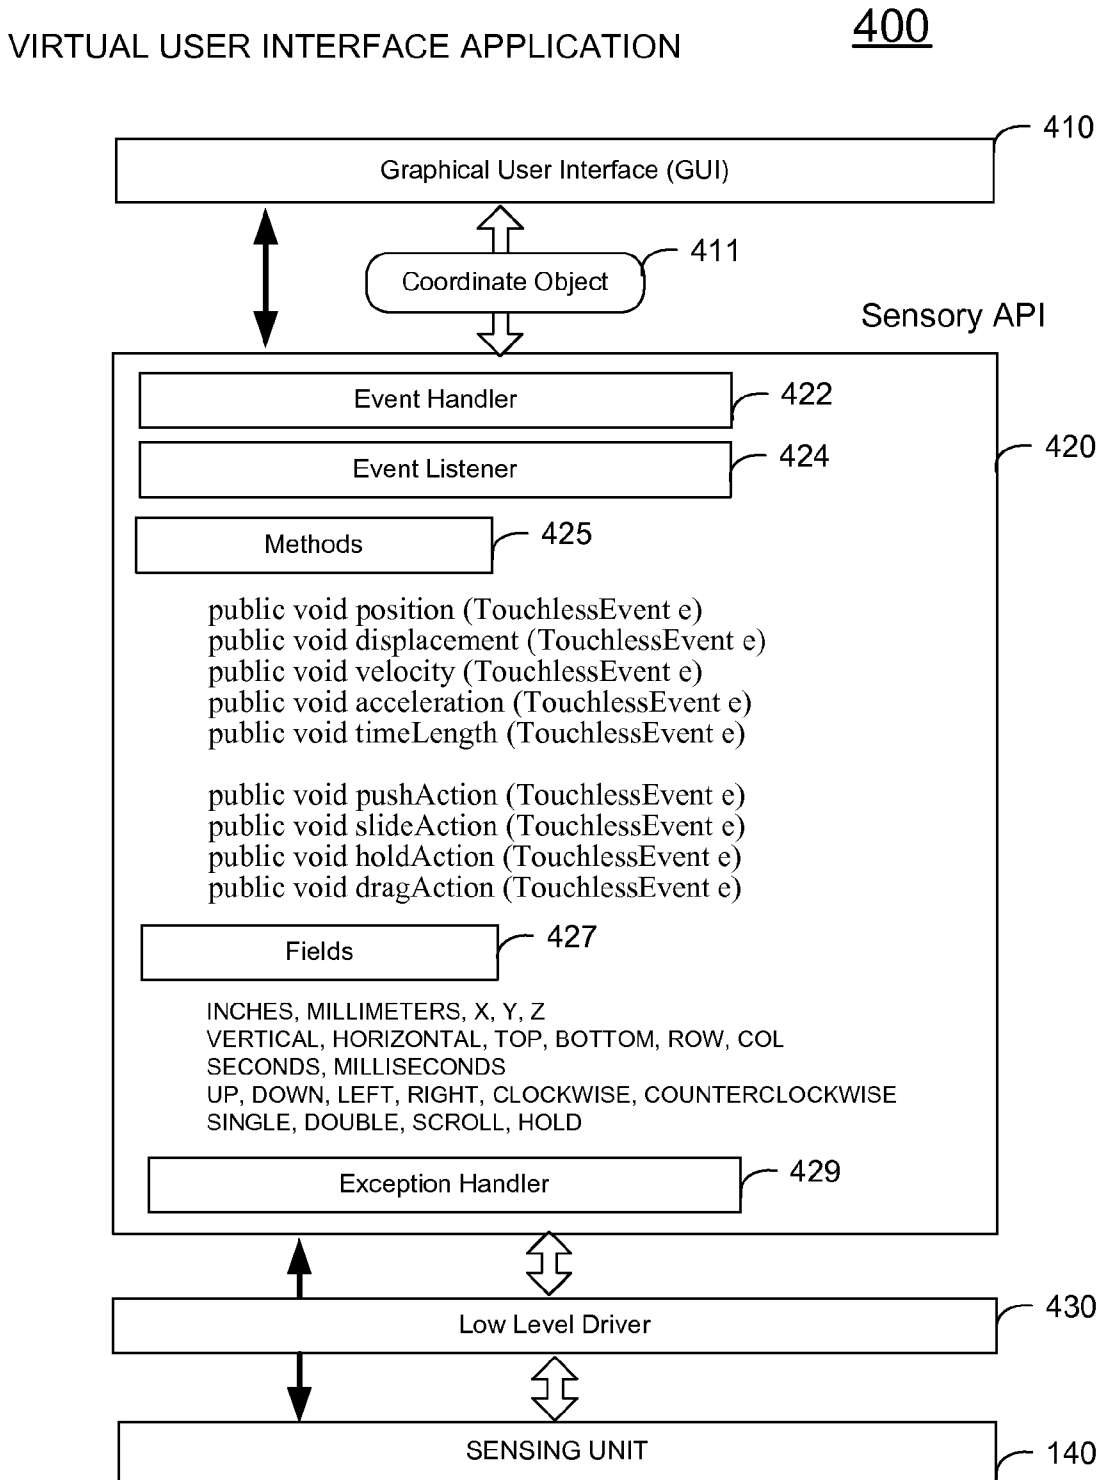 VIRTUAL USER INTERFACE APPLICATION 400
410
Graphical User Interface (GUI)
411
Coordinate Object
Sensory API
Event Handler 422
420
Event Listener 424
Methods 425
public void position (TouchlessEvent e)
public void displacement (TouchlessEvent e)
public void velocity (TouchlessEvent e)
public void acceleration (TouchlessEvent e)
public void timeLength (TouchlessEvent e)
public void pushAction (TouchlessEvent e)
public void slideAction (TouchlessEvent e)
public void holdAction (TouchlessEvent e)
public void dragAction (TouchlessEvent e)
Fields 427
INCHES, MILLIMETERS, X, Y, Z
VERTICAL, HORIZONTAL, TOP, BOTTOM, ROW, COL
SECONDS, MILLISECONDS
UP, DOWN, LEFT, RIGHT, CLOCKWISE, COUNTERCLOCKWISE
SINGLE, DOUBLE, SCROLL, HOLD
Exception Handler 429
Low Level Driver 430
SENSING UNIT 140